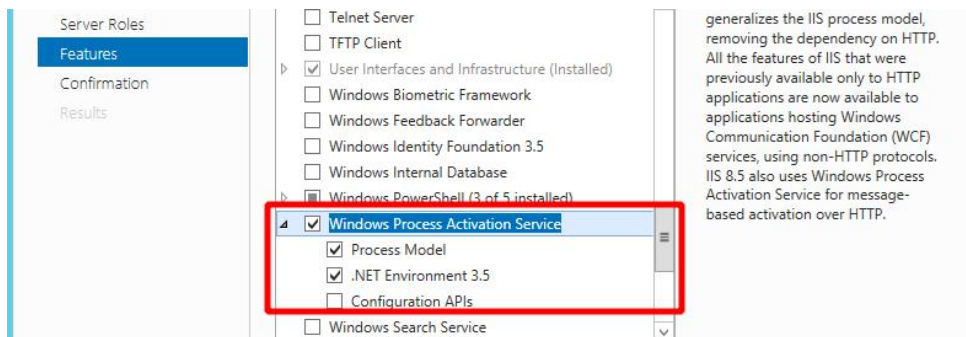 Server Roles
Features
Confirmation
Results
Telnet Server
TFTP Client
User Interfaces and Infrastructure (Installed)
Windows Biometric Framework
Windows Feedback Forwarder
Windows Identity Foundation 3.5
Windows Internal Database
Windows PowerShell (3 of 5 installed)
Windows Process Activation Service
Process Model
.NET Environment 3.5
Configuration APIs
Windows Search Service
generalizes the IIS process model,
removing the dependency on HTTP.
All the features of IIS that were
previously available only to HTTP
applications are now available to
applications hosting Windows
Communication Foundation (WCF)
services, using non-HTTP protocols.
IIS 8.5 also uses Windows Process
Activation Service for message-
based activation over HTTP.